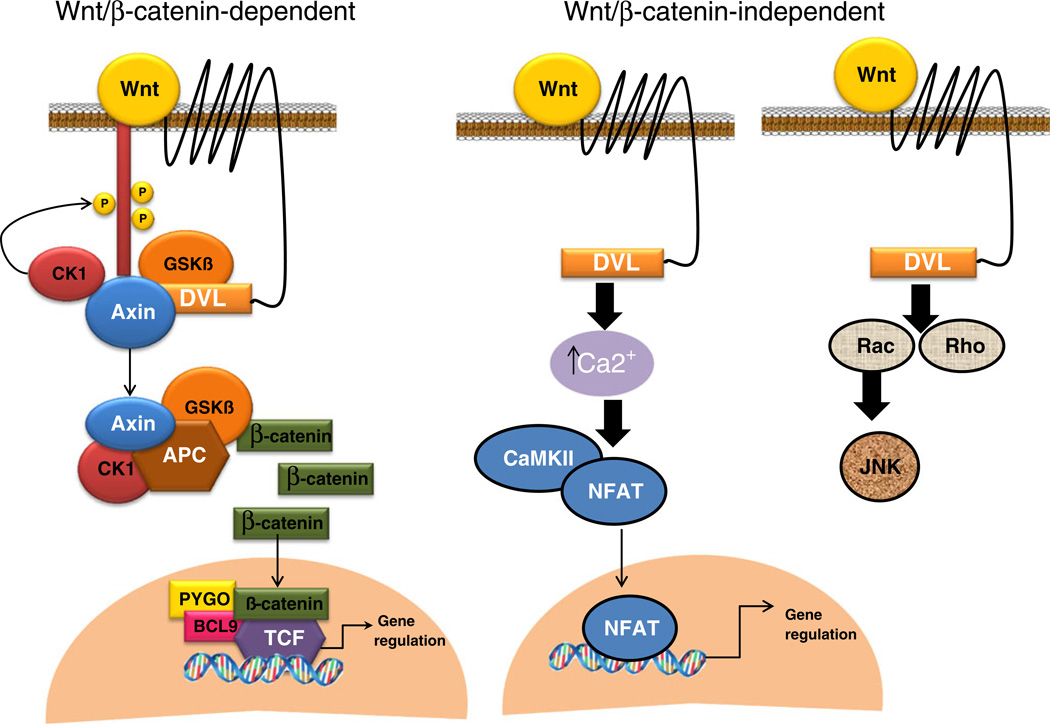 Wnt/β-catenin-dependent
Wnt
P
P
P
CK1
GSKß
DVL
Axin
Axin
GSKß
CK1
APC
β-catenin
β-catenin
β-catenin
PYGO
ß-catenin
BCL9
TCF
Gene
regulation
Wnt/β-catenin-independent
Wnt
DVL
↑Ca2⁺
CaMKII
NFAT
NFAT
Gene
regulation
Wnt
DVL
Rac
Rho
JNK